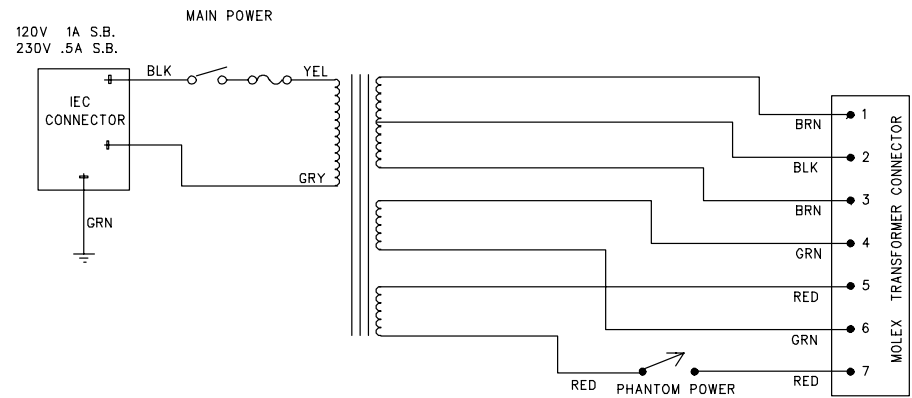 MAIN POWER
120V 1A S.B.
230V .5A S.B.
BLK
YEL
IEC
CONNECTOR
GRY
GRN
BRN
1
BLK
2
BRN
3
GRN
4
RED
5
GRN
6
RED
PHANTOM POWER
RED
7
MOLEX TRANSFORMER CONNECTOR